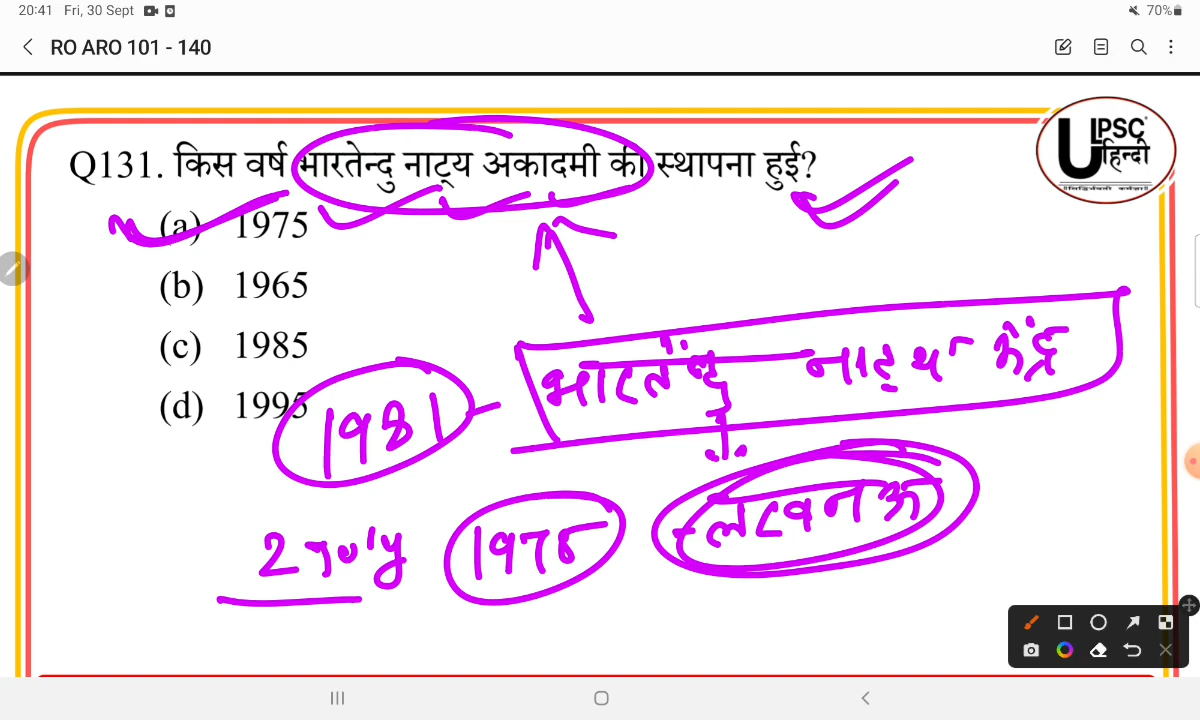 20:41 Fri, 30 Sept 70%
RO ARO 101 - 140
UPSC
हिन्दी
Q131. किस वर्ष भारतेन्दु नाट्य अकादमी की स्थापना हुई?
(a) 1975
(b) 1965
(c) 1985
(d) 1995
1981 भारतेंदु नाट्य केंद्र
2 1975 लखनऊ